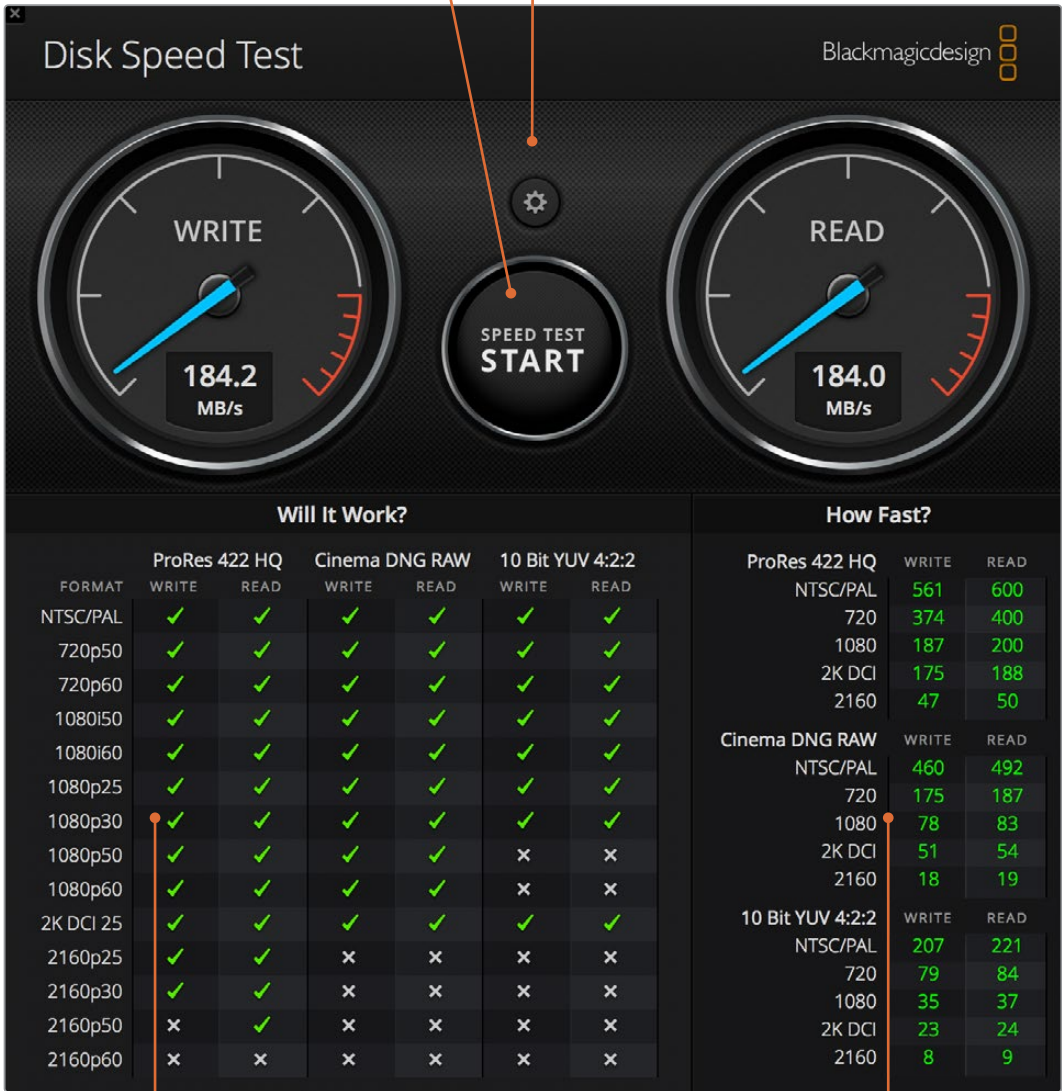 Disk Speed Test
Blackmagicdesign
WRITE
184.2
MB/s
SPEED TEST
START
READ
184.0
MB/s
Will It Work?
ProRes 422 HQ Cinema DNG RAW 10 Bit YUV 4:2:2
FORMAT WRITE READ WRITE READ WRITE READ
NTSC/PAL ✓ ✓ ✓ ✓ ✓ ✓
720p50 ✓ ✓ ✓ ✓ ✓ ✓
720p60 ✓ ✓ ✓ ✓ ✓ ✓
1080i50 ✓ ✓ ✓ ✓ ✓ ✓
1080i60 ✓ ✓ ✓ ✓ ✓ ✓
1080p25 ✓ ✓ ✓ ✓ ✓ ✓
1080p30 ✓ ✓ ✓ ✓ ✓ ✓
1080p50 ✓ ✓ ✓ ✓ × ×
1080p60 ✓ ✓ ✓ ✓ × ×
2K DCI 25 ✓ ✓ ✓ ✓ ✓ ✓
2160p25 ✓ ✓ × × × ×
2160p30 ✓ ✓ × × × ×
2160p50 × ✓ × × × ×
2160p60 × × × × × ×
How Fast?
ProRes 422 HQ WRITE READ
NTSC/PAL 561 600
720 374 400
1080 187 200
2K DCI 175 188
2160 47 50
Cinema DNG RAW WRITE READ
NTSC/PAL 460 492
720 175 187
1080 78 83
2K DCI 51 54
2160 18 19
10 Bit YUV 4:2:2 WRITE READ
NTSC/PAL 207 221
720 79 84
1080 35 37
2K DCI 23 24
2160 8 9